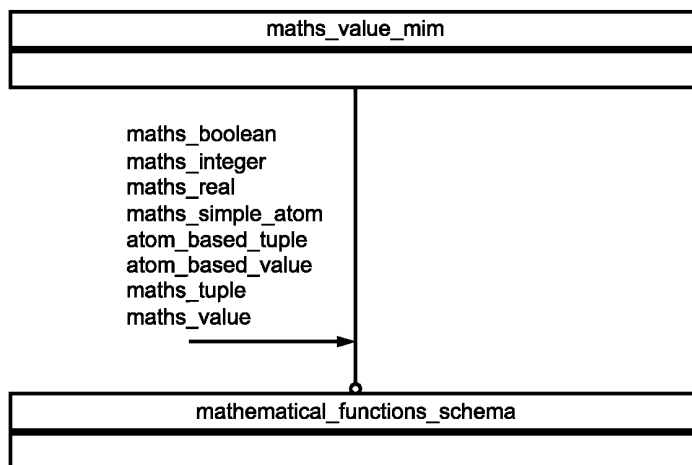 maths_value_mim
maths_boolean
maths_integer
maths_real
maths_simple_atom
atom_based_tuple
atom_based_value
maths_tuple
maths_value
mathematical_functions_schema